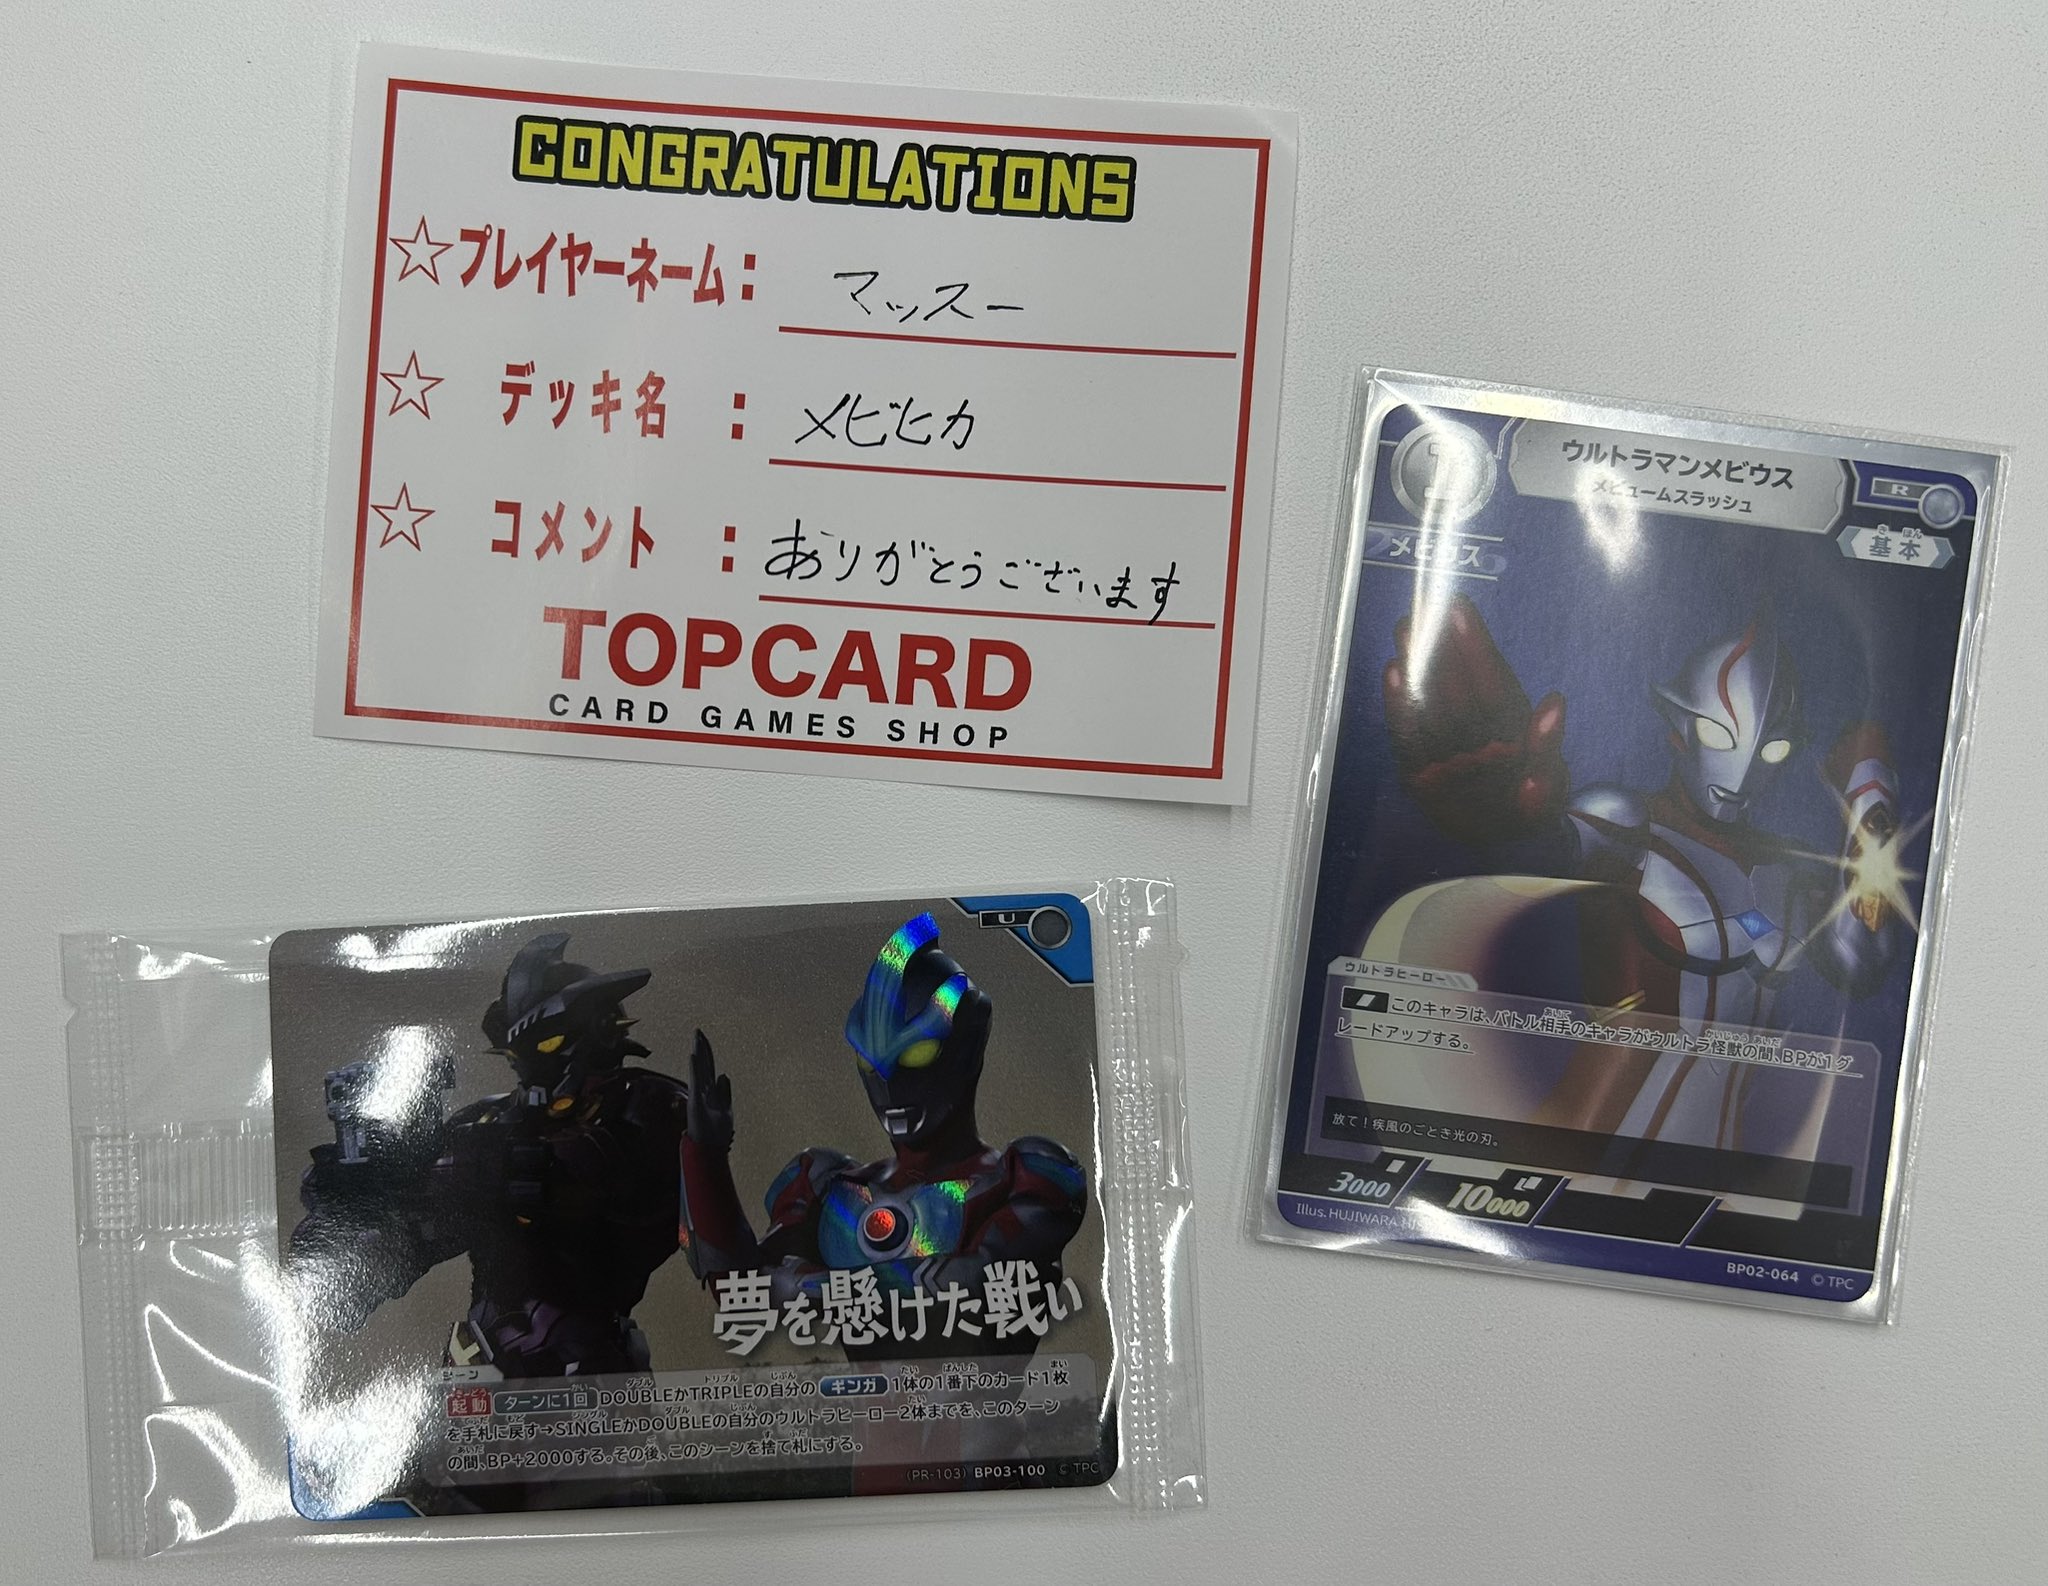 CONGRATULATIONS
☆プレイヤーネーム： マッスー
☆ デッキ名 ： メビヒカ
☆ コメント ： ありがとうございます
TOPCARD
CARD GAMES SHOP
1
ウルトラマンメビウス
メビュームスラッシュ
R
メビウス
基本
ウルトラヒーロー
このキャラは、バトル相手のキャラがウルトラ怪獣の間、BPが1グ
レードアップする。
放て！疾風のごとき光の刃。
3000
10000
Illus. HUJIWARA
BP02-064 © TPC
U
夢を懸けた戦い
シーン
起動 ターンに1回 DOUBLEかTRIPLEの自分の ギンガ 1体の1番下のカード1枚
を手札に戻す→SINGLEかDOUBLEの自分のウルトラヒーロー2体までを、このターン
の間、BP+2000する。その後、このシーンを捨て札にする。
(PR-103) BP03-100 © TPC